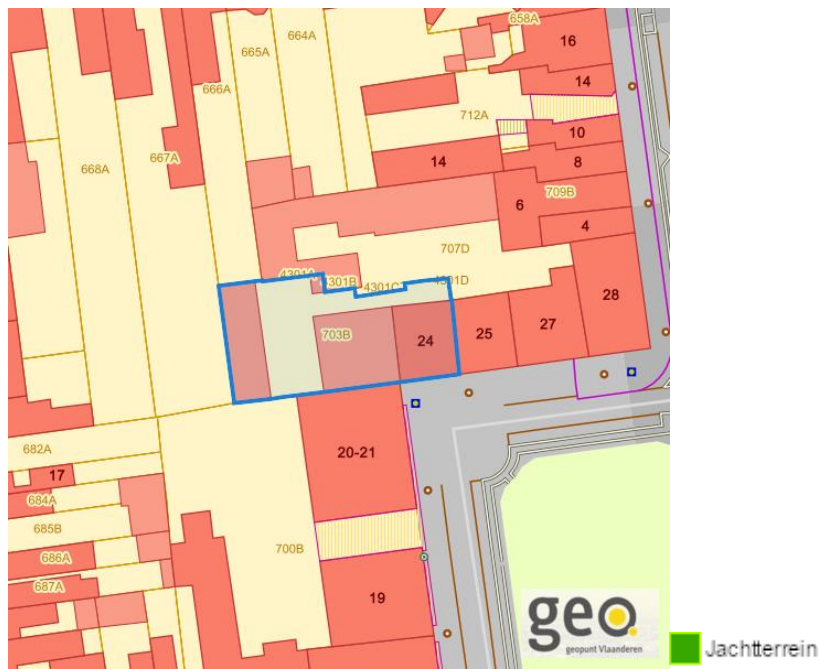 658A
664A
16
665A
14
666A
712A
10
667A
14
8
668A
6
709B
4
707D
4301A
4301B
4301C
4301D
28
703B
24
25
27
682A
20-21
17
684A
685B
700B
686A
687A
19
geo.
geopunt Vlaanderen
Jachtterrein